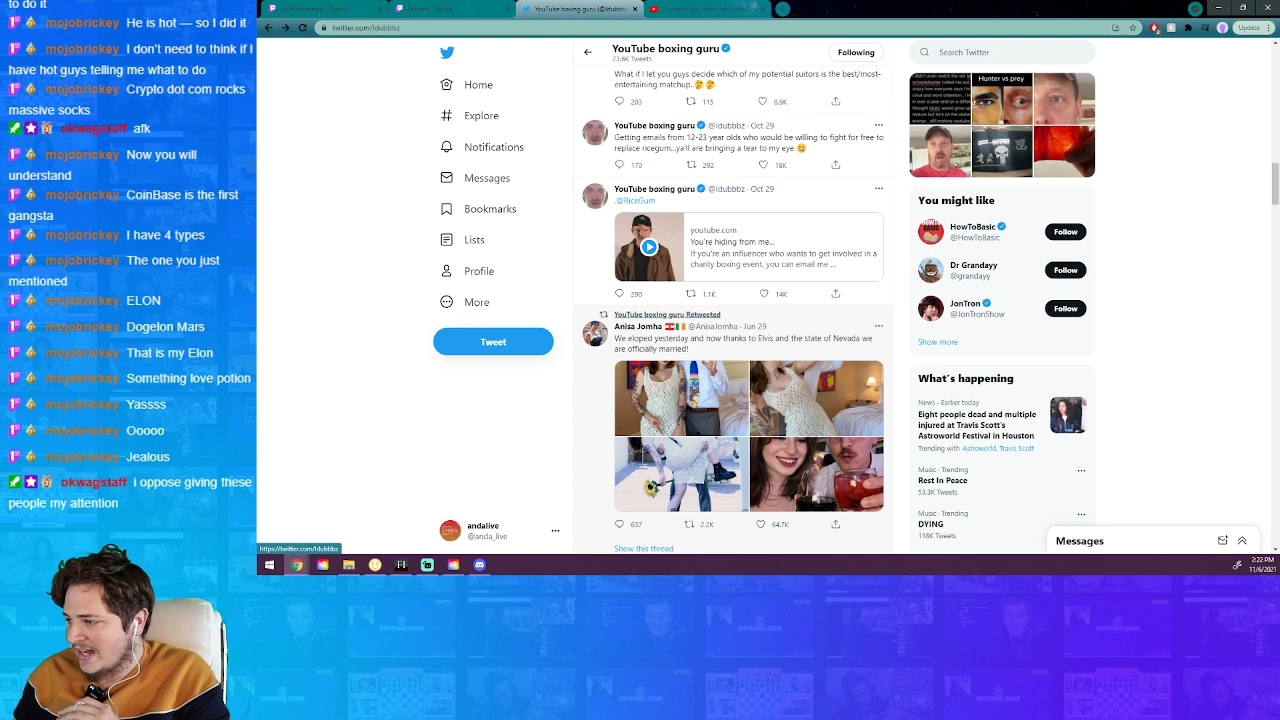 to do it
mojobrickey He is hot — so I did it
mojobrickey I don't need to think if I
have hot guys telling me what to do
mojobrickey Crypto dot com bulls
massive socks
okwagstaff afk
mojobrickey Now you will
understand
mojobrickey CoinBase is the first
gangsta
mojobrickey I have 4 types
mojobrickey The one you just
mentioned
mojobrickey ELON
mojobrickey Dogelon Mars
mojobrickey That is my Elon
mojobrickey Something love potion
mojobrickey Yassss
mojobrickey Ooooo
mojobrickey Jealous
okwagstaff i oppose giving these
people my attention
YouTube boxing guru (@Idubbbz)
Update
twitter.com/Idubbbz
Home
Explore
Notifications
Messages
Bookmarks
Lists
Profile
More
Tweet
andalive
@anda_live
https://twitter.com/Idubbbz
YouTube boxing guru
23.6K Tweets
Following
What if I let you guys decide which of my potential suitors is the best/most-
entertaining matchup..
203 115 8.9K
YouTube boxing guru @Idubbbz · Oct 29
Getting emails from 12-23 year olds who would be willing to fight for free to
replace ricegum...ya'll are bringing a tear to my eye
170 292 18K
YouTube boxing guru @Idubbbz · Oct 29
.@RiceGum
youtube.com
You're hiding from me...
If you're an influencer who wants to get involved in a
charity boxing event, you can email me ...
290 1.1K 14K
YouTube boxing guru Retweeted
Anisa Jomha @AnisaJomha · Jun 29
We eloped yesterday and now thanks to Elvis and the state of Nevada we
are officially married!
637 2.2K 64.7K
Show this thread
Search Twitter
Hunter vs prey
You might like
HowToBasic
@HowToBasic
Follow
Dr Grandayy
@grandayy
Follow
JonTron
@JonTronShow
Follow
Show more
What's happening
News · Earlier today
Eight people dead and multiple
injured at Travis Scott's
Astroworld Festival in Houston
Trending with Astroworld, Travis Scott
Music · Trending
Rest In Peace
53.3K Tweets
Music · Trending
DYING
118K Tweets
Messages
2:22 PM
11/6/2021